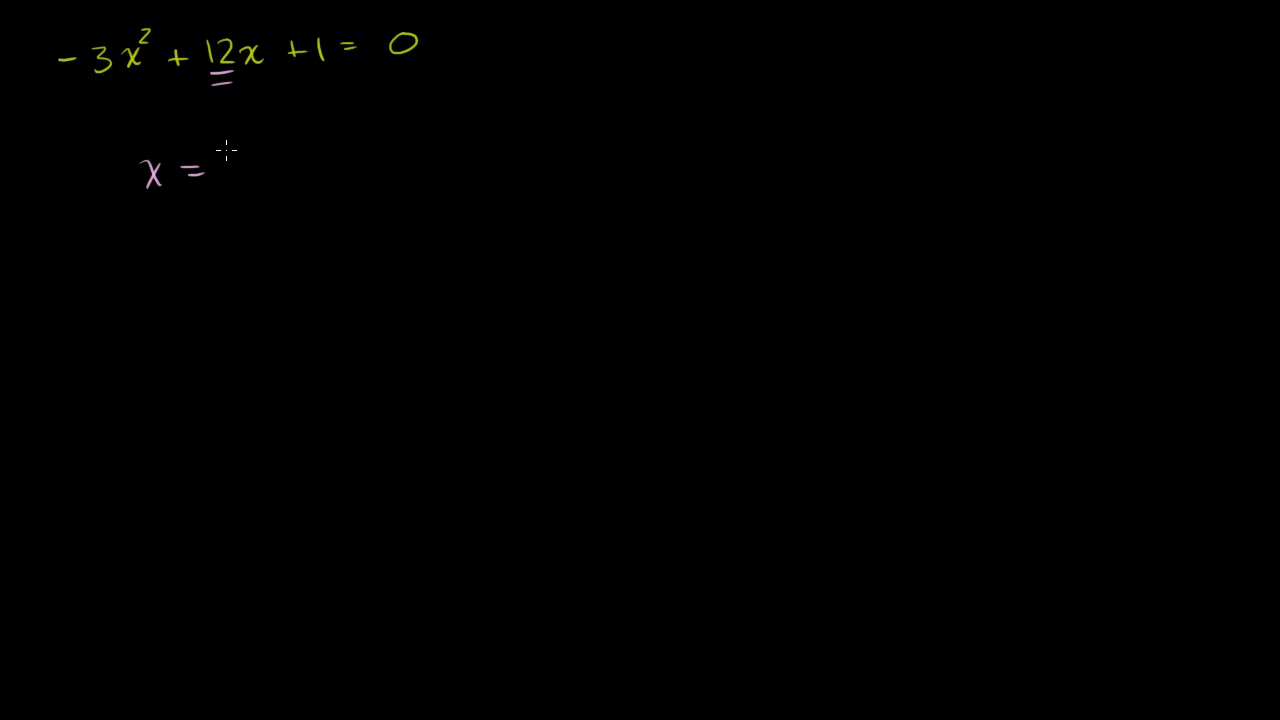 -3x² + 12x + 1 = 0
x =